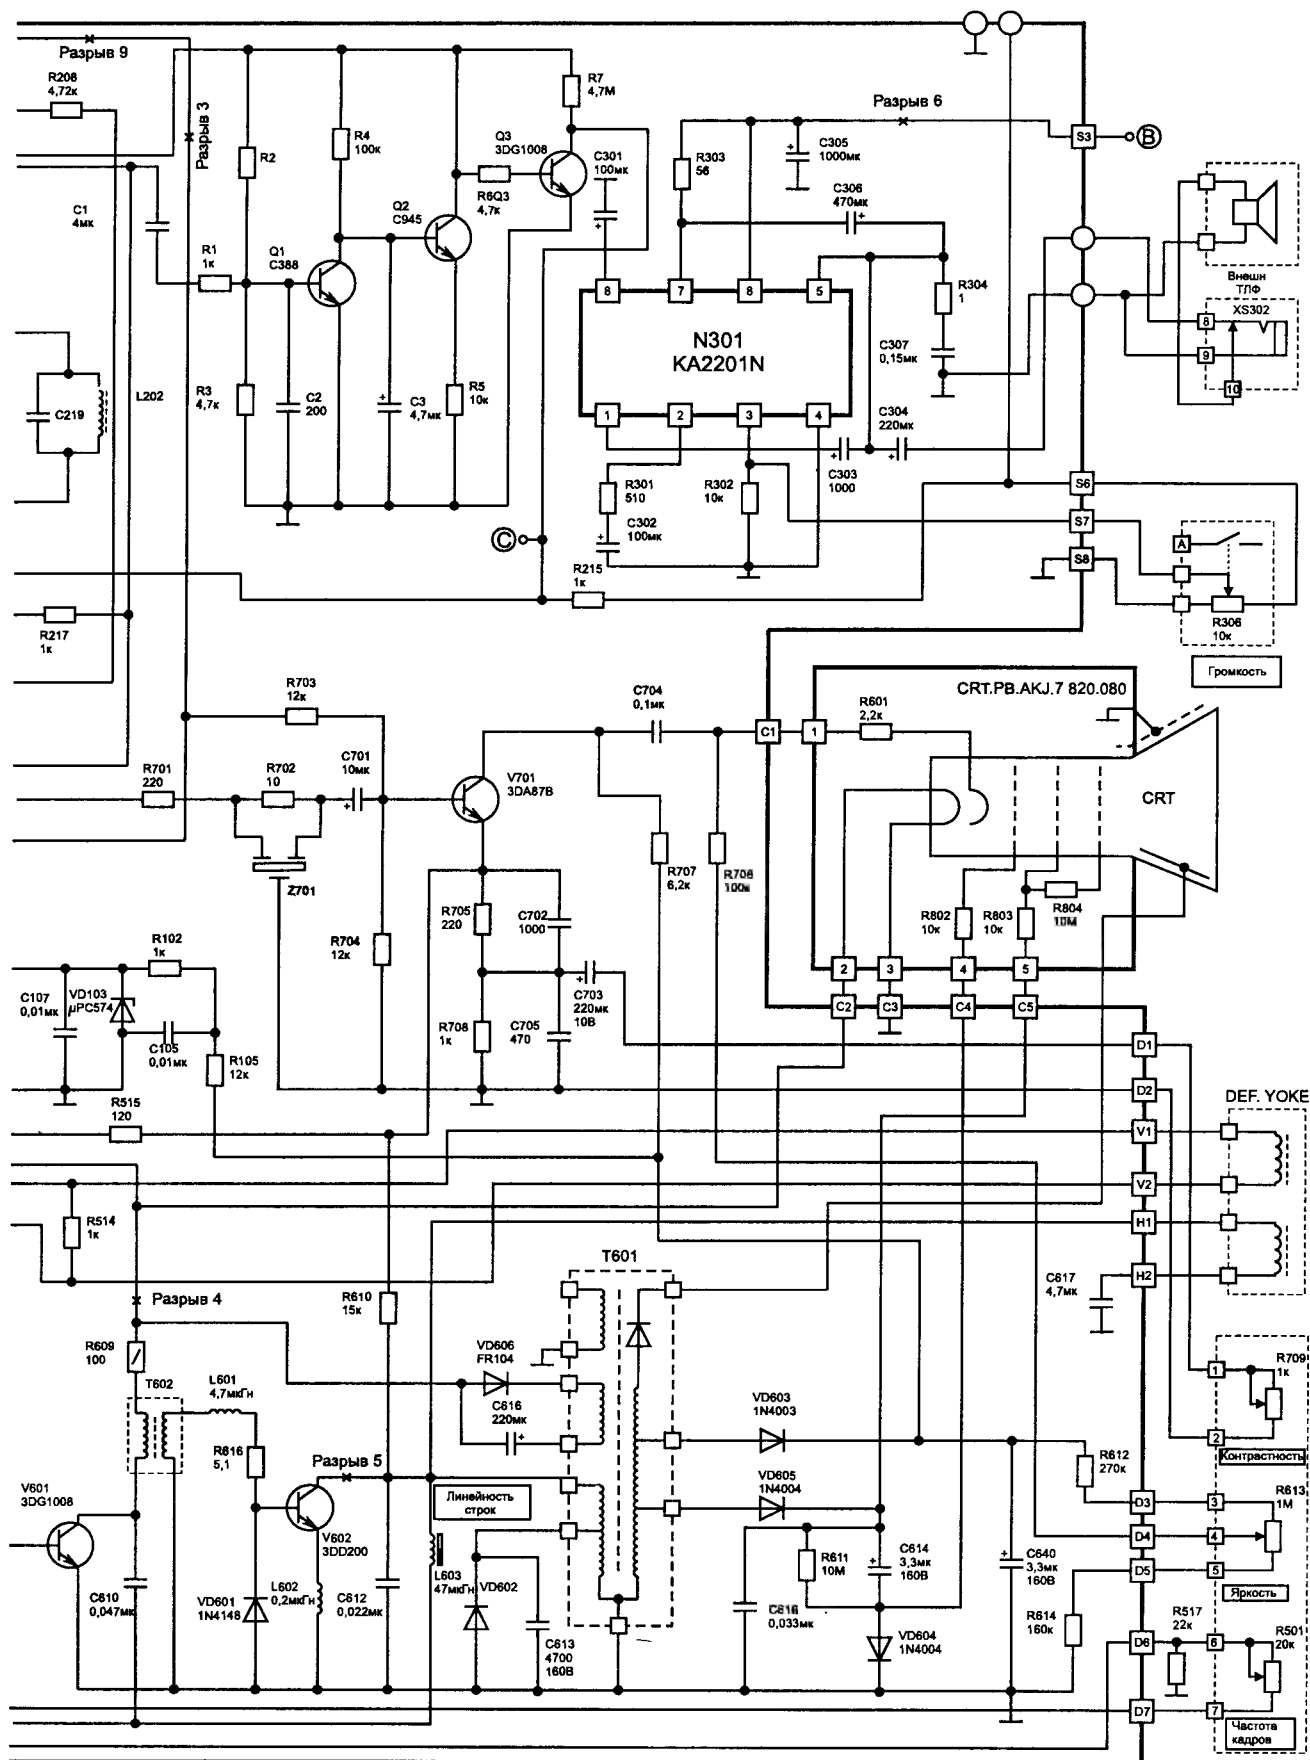 Разрыв 9
R208
4,72к
Разрыв 3
R2
R4
100к
Q3
3DG1008
R7
4,7М
C301
100мк
R6Q3
4,7к
Q2
C945
C1
4мк
R1
1к
Q1
C388
Разрыв 6
R303
56
C305
1000мк
C306
470мк
S3
B
8
7
8
5
N301
KA2201N
1
2
3
4
R304
1
C307
0,15мк
Внешн
ТЛФ
XS302
8
9
10
C219
L202
R3
4,7к
C2
200
C3
4,7мк
R5
10к
C304
220мк
C303
1000
R301
510
C302
100мк
R302
10к
C
S6
S7
S8
A
R306
10к
Громкость
R215
1к
R217
1к
R703
12к
C704
0,1мк
C1
1
R601
2,2к
CRT.PB.AKJ.7 820.080
CRT
R701
220
R702
10
C701
10мк
V701
3DA87B
Z701
R707
6,2к
R706
100к
R705
220
C702
1000
R704
12к
R802
10к
R803
10к
R804
10М
R102
1к
C107
0,01мк
VD103
µPC574
C105
0,01мк
R105
12к
C703
220мк
10В
R708
1к
C705
470
2
3
4
5
C2
C3
C4
C5
D1
D2
R515
120
DEF. YOKE
V1
V2
H1
H2
R514
1к
C617
4,7мк
T601
Разрыв 4
R610
15к
R609
100
VD606
FR104
C616
220мк
T602
L601
4,7мкГн
R616
5,1
Разрыв 5
VD603
1N4003
VD605
1N4004
R709
1к
1
2
Контрастность
R612
270к
R613
1М
D3
3
D4
4
D5
5
Яркость
V601
3DG1008
V602
3DD200
Линейность
строк
C610
0,047мк
VD601
1N4148
L602
0,2мкГн
C612
0,022мк
L603
47мкГн
VD602
C613
4700
160В
R611
10М
C614
3,3мк
160В
C640
3,3мк
160В
0,033мк
VD604
1N4004
R614
160к
R517
22к
R501
20к
D6
6
D7
7
Частота
кадров